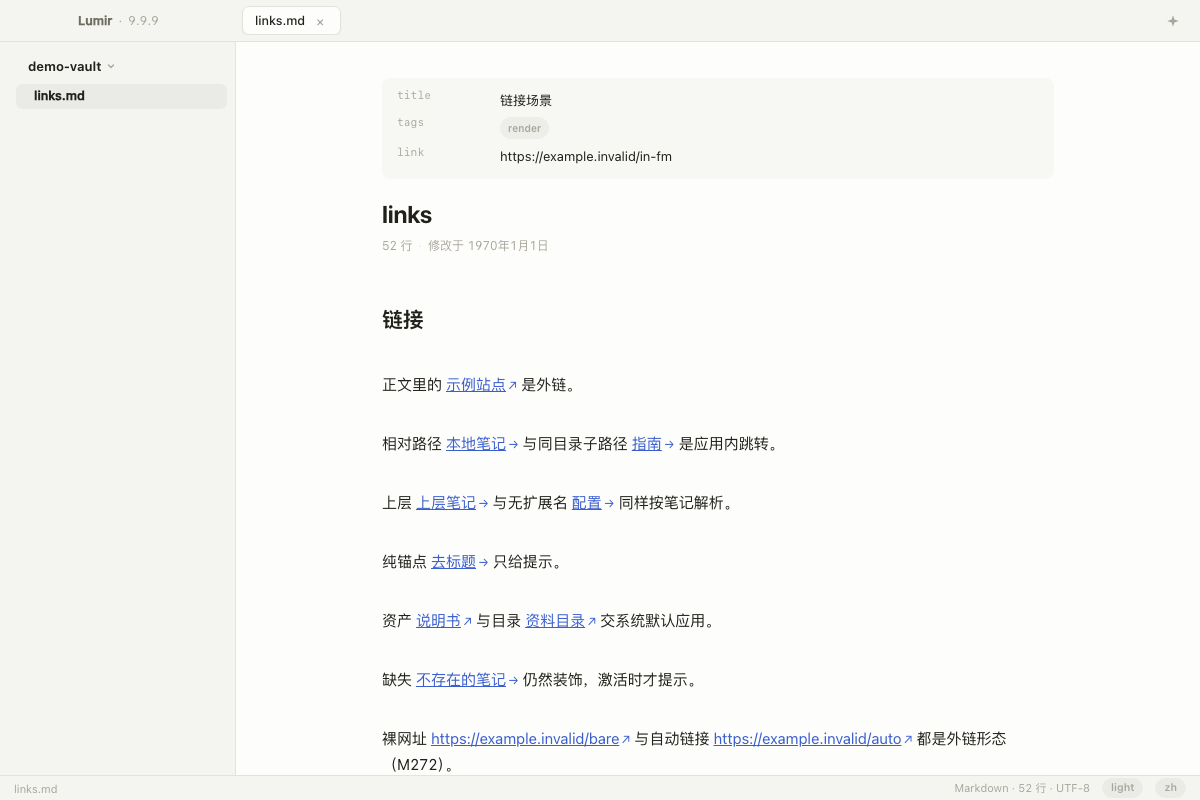 Lumir · 9.9.9
links.md ×
demo-vault
links.md
title 链接场景
tags render
link https://example.invalid/in-fm
links
52 行 · 修改于 1970年1月1日
链接
正文里的 示例站点↗ 是外链。
相对路径 本地笔记→ 与同目录子路径 指南→ 是应用内跳转。
上层 上层笔记→ 与无扩展名 配置→ 同样按笔记解析。
纯锚点 去标题→ 只给提示。
资产 说明书↗ 与目录 资料目录↗ 交系统默认应用。
缺失 不存在的笔记→ 仍然装饰，激活时才提示。
裸网址 https://example.invalid/bare↗ 与自动链接 https://example.invalid/auto↗ 都是外链形态
（M272）。
links.md
Markdown · 52 行 · UTF-8 light zh